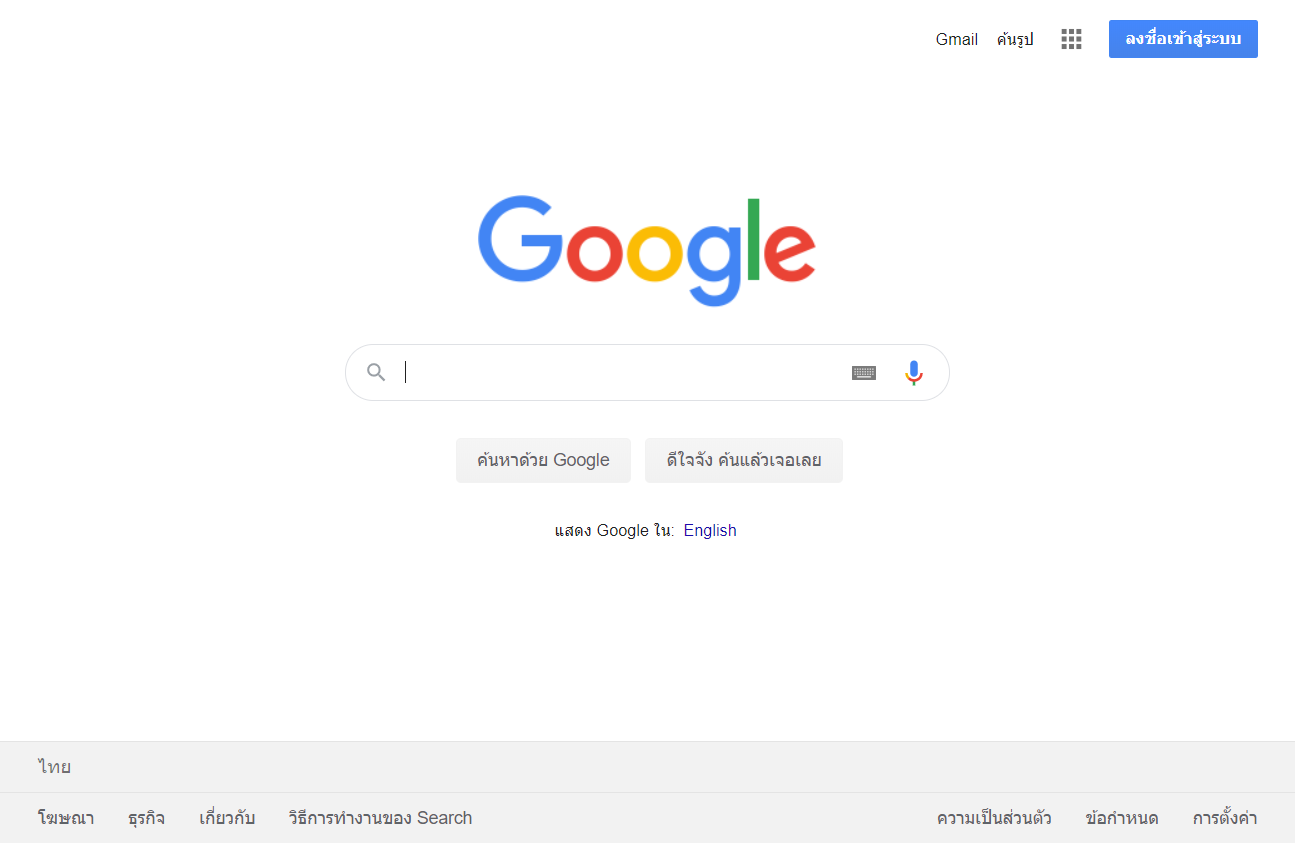 Gmail ค้นรูป ลงชื่อเข้าสู่ระบบ
Google
ค้นหาด้วย Google ดีใจจัง ค้นแล้วเจอเลย
แสดง Google ใน: English
ไทย
โฆษณา ธุรกิจ เกี่ยวกับ วิธีการทำงานของ Search ความเป็นส่วนตัว ข้อกำหนด การตั้งค่า